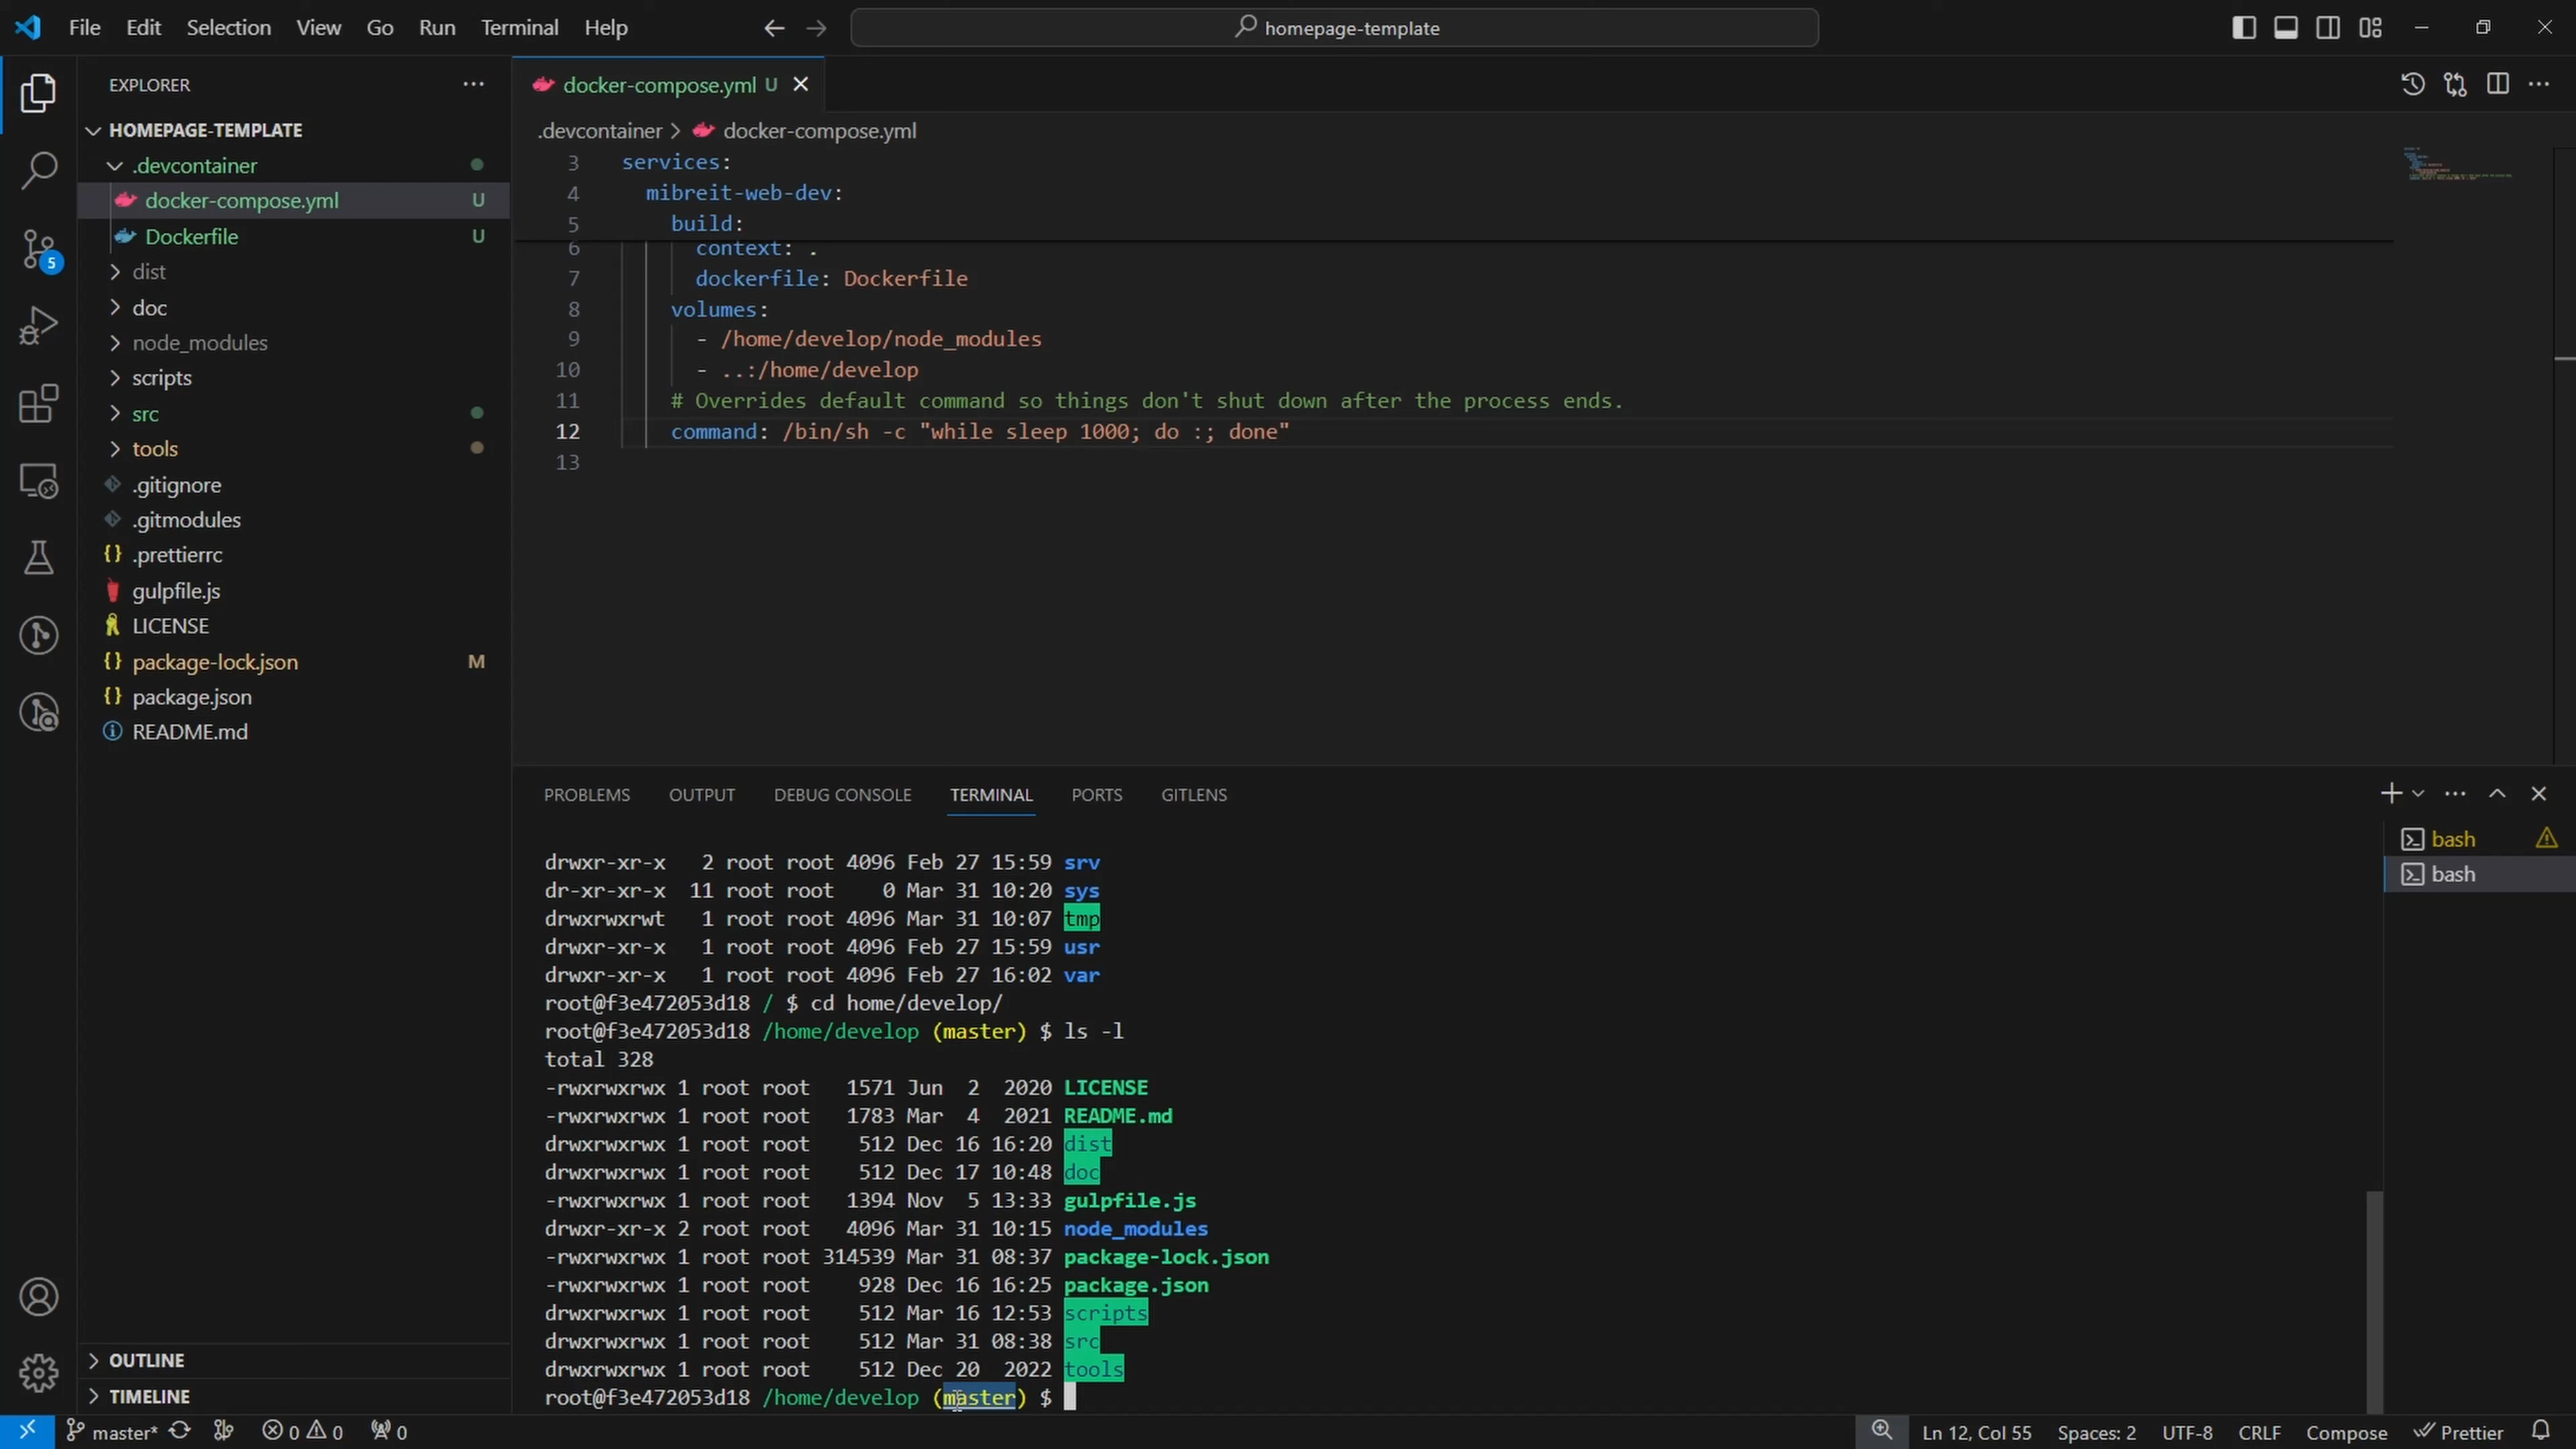 File Edit Selection View Go Run Terminal Help
homepage-template
EXPLORER
HOMEPAGE-TEMPLATE
.devcontainer
docker-compose.yml U
Dockerfile U
dist
doc
node_modules
scripts
src
tools
.gitignore
.gitmodules
.prettierrc
gulpfile.js
LICENSE
package-lock.json M
package.json
README.md
OUTLINE
TIMELINE
5
docker-compose.yml U
.devcontainer > docker-compose.yml
3 services:
4 mibreit-web-dev:
5 build:
6 context: .
7 dockerfile: Dockerfile
8 volumes:
9 - /home/develop/node_modules
10 - ..:/home/develop
11 # Overrides default command so things don't shut down after the process ends.
12 command: /bin/sh -c "while sleep 1000; do :; done"
13
PROBLEMS OUTPUT DEBUG CONSOLE TERMINAL PORTS GITLENS
bash
bash
drwxr-xr-x 2 root root 4096 Feb 27 15:59 srv
dr-xr-xr-x 11 root root 0 Mar 31 10:20 sys
drwxrwxrwt 1 root root 4096 Mar 31 10:07 tmp
drwxr-xr-x 1 root root 4096 Feb 27 15:59 usr
drwxr-xr-x 1 root root 4096 Feb 27 16:02 var
root@f3e472053d18 / $ cd home/develop/
root@f3e472053d18 /home/develop (master) $ ls -l
total 328
-rwxrwxrwx 1 root root 1571 Jun 2 2020 LICENSE
-rwxrwxrwx 1 root root 1783 Mar 4 2021 README.md
drwxrwxrwx 1 root root 512 Dec 16 16:20 dist
drwxrwxrwx 1 root root 512 Dec 17 10:48 doc
-rwxrwxrwx 1 root root 1394 Nov 5 13:33 gulpfile.js
drwxr-xr-x 2 root root 4096 Mar 31 10:15 node_modules
-rwxrwxrwx 1 root root 314539 Mar 31 08:37 package-lock.json
-rwxrwxrwx 1 root root 928 Dec 16 16:25 package.json
drwxrwxrwx 1 root root 512 Mar 16 12:53 scripts
drwxrwxrwx 1 root root 512 Mar 31 08:38 src
drwxrwxrwx 1 root root 512 Dec 20 2022 tools
root@f3e472053d18 /home/develop (master) $
master* 0 0 0 Ln 12, Col 55 Spaces: 2 UTF-8 CRLF Compose Prettier